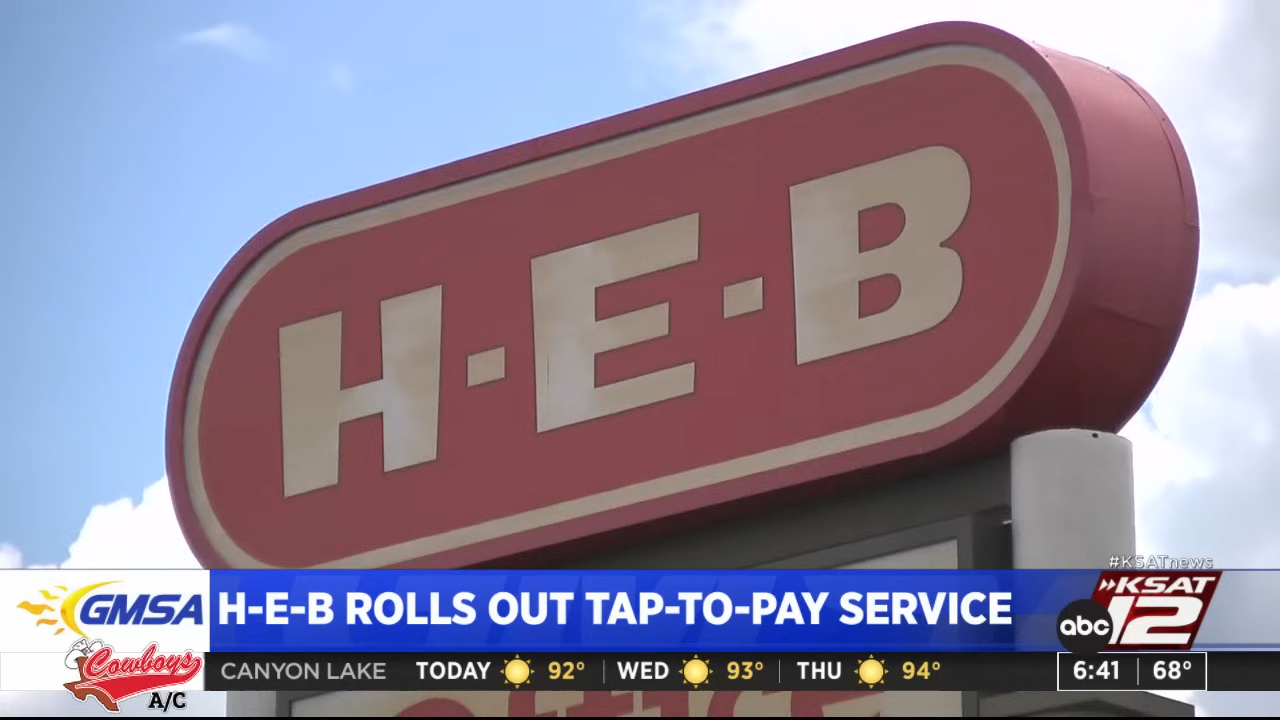 H-E-B
#KSATnews
GMSA
H-E-B ROLLS OUT TAP-TO-PAY SERVICE
abc
KSAT
12
Cowboys
A/C
CANYON LAKE TODAY 92° WED 93° THU 94°
6:41 68°